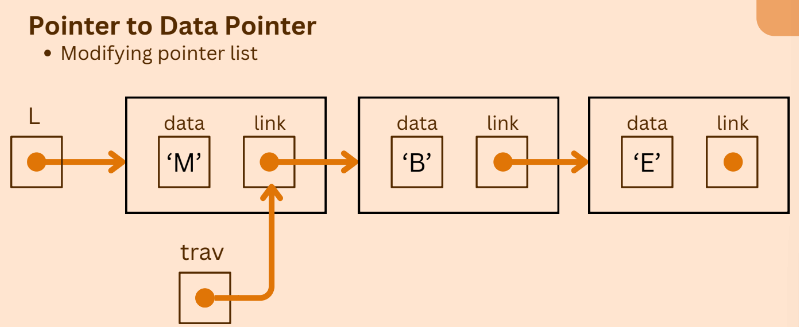 Pointer to Data Pointer
• Modifying pointer list
L
data link data link data link
‘M’ ‘B’ ‘E’
trav